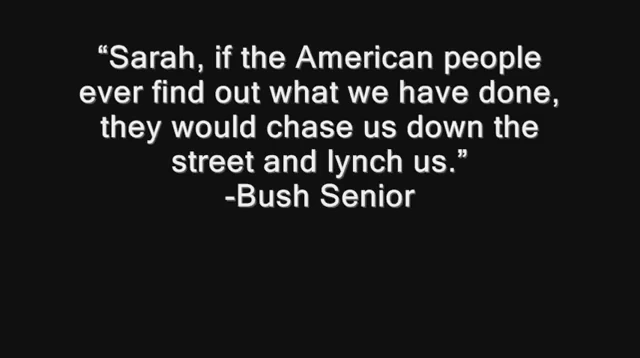 “Sarah, if the American people
ever find out what we have done,
they would chase us down the
street and lynch us.”
-Bush Senior